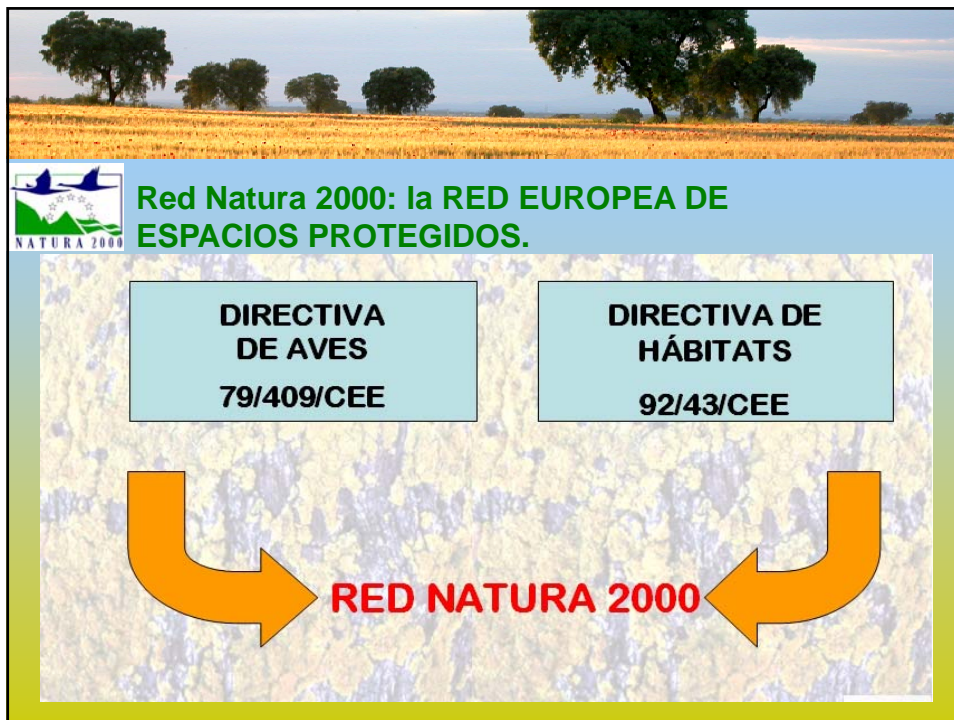 Red Natura 2000: la RED EUROPEA DE
ESPACIOS PROTEGIDOS.
NATURA 2000
DIRECTIVA
DE AVES
79/409/CEE
DIRECTIVA DE
HÁBITATS
92/43/CEE
RED NATURA 2000